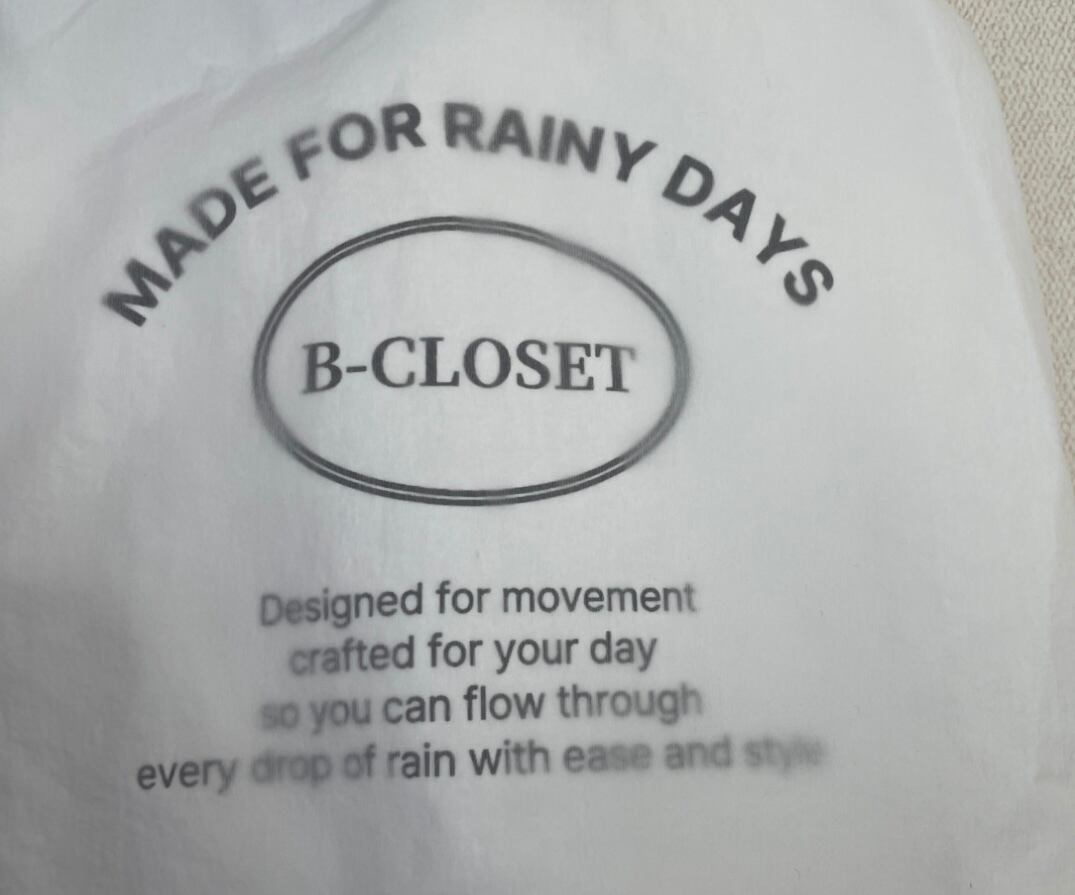 MADE FOR RAINY DAYS
B-CLOSET
Designed for movement
crafted for your day
so you can flow through
every drop of rain with ease and style